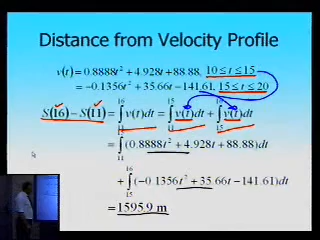 Distance from Velocity Profile
v(t) = 0.8888t² + 4.928t + 88.88, 10 ≤ t ≤ 15
= −0.1356t² + 35.66t − 141.61, 15 ≤ t ≤ 20
S(16) − S(11) = ∫₁₁¹⁶ v(t)dt = ∫₁₁¹⁵ v(t)dt + ∫₁₅¹⁶ v(t)dt
= ∫₁₁¹⁵ (0.8888t² + 4.928t + 88.88)dt
+ ∫₁₅¹⁶ (−0.1356t² + 35.66t − 141.61)dt
= 1595.9 m